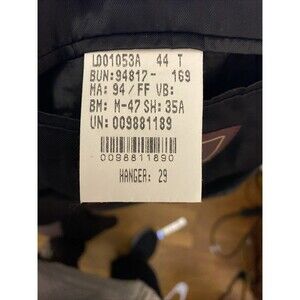 LD01053A 44 T
BUN:94817- 169
MA: 94/FF VB:
BM: M-47 SH: 35A
UN: 009881189
0098811890
HANGER: 29